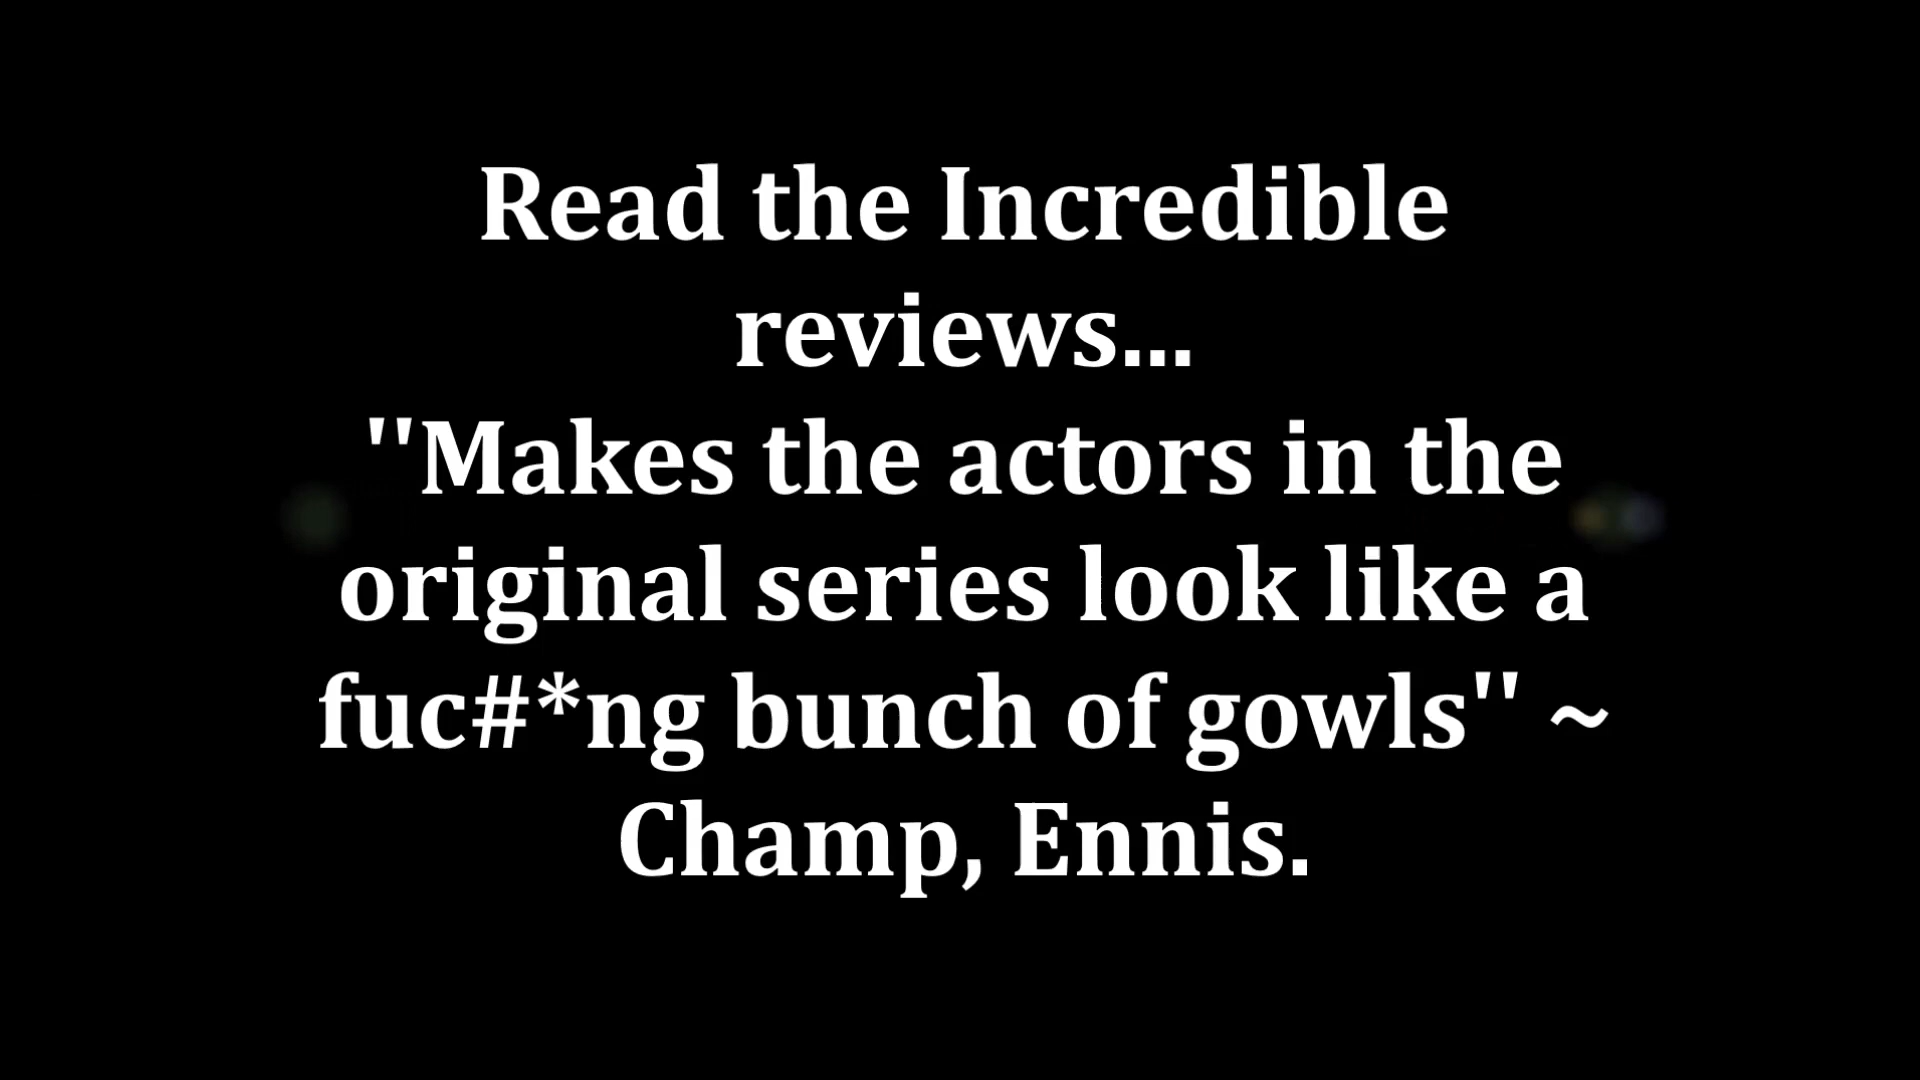 Read the Incredible
reviews...
"Makes the actors in the
original series look like a
fuc#*ng bunch of gowls" ~
Champ, Ennis.